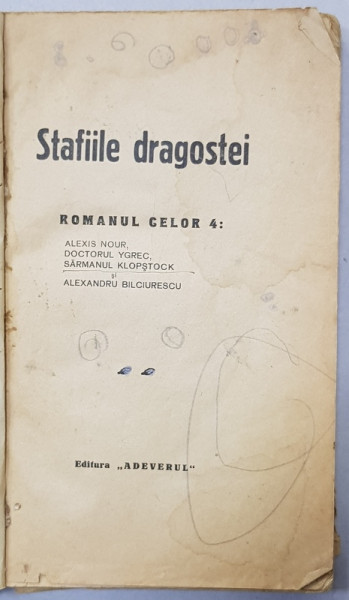 Stafiile dragostei
ROMANUL CELOR 4:
ALEXIS NOUR,
DOCTORUL YGREC,
SĂRMANUL KLOPȘTOCK
și
ALEXANDRU BILCIURESCU
Editura „ADEVERUL"